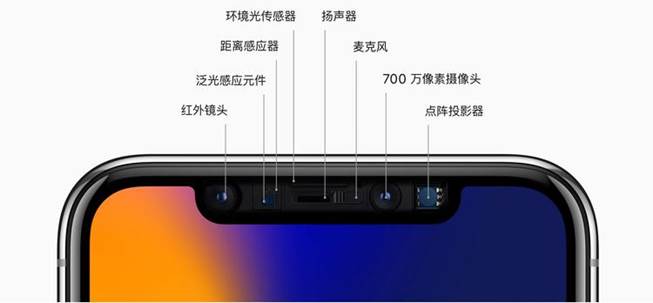 环境光传感器
扬声器
距离感应器
麦克风
泛光感应元件
700 万像素摄像头
红外镜头
点阵投影器